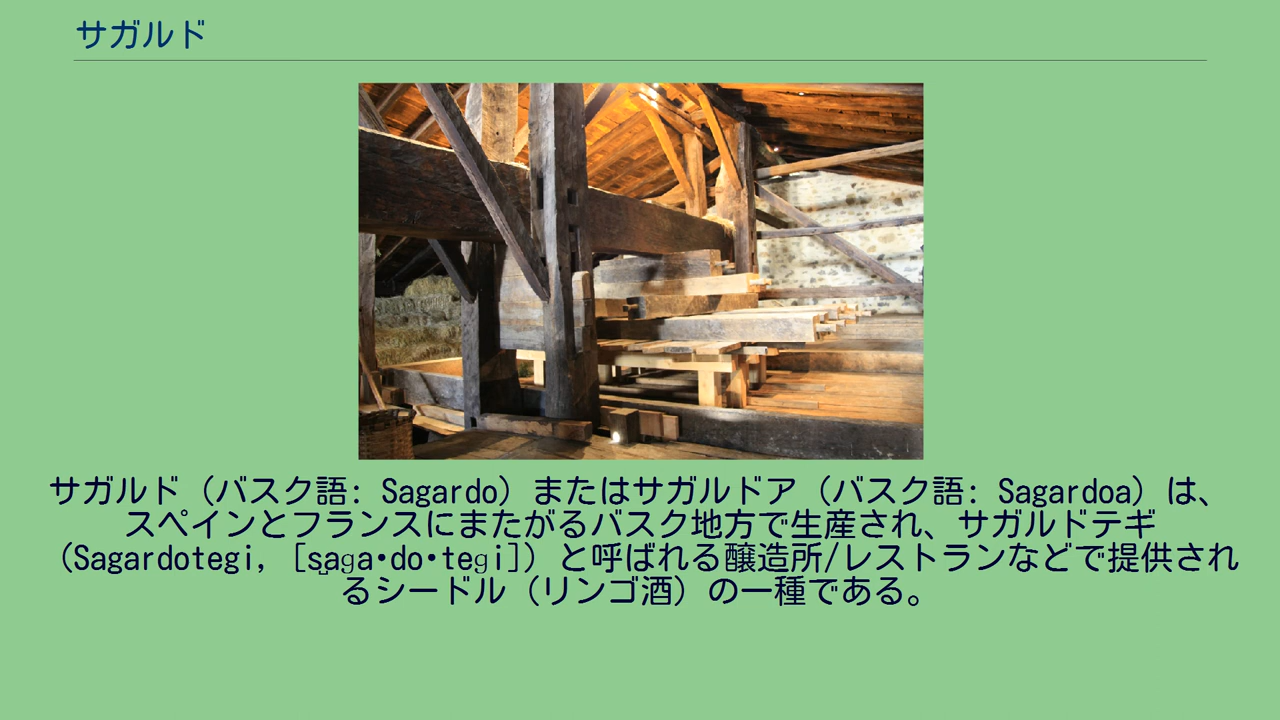 サガルド
サガルド（バスク語: Sagardo）またはサガルドア（バスク語: Sagardoa）は、
スペインとフランスにまたがるバスク地方で生産され、サガルドテギ
（Sagardotegi, [s̺aɡa•do•teɡi]）と呼ばれる醸造所/レストランなどで提供され
るシードル（リンゴ酒）の一種である。